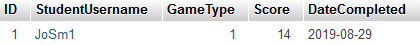 ID StudentUsername GameType Score DateCompleted
1 JoSm1 1 14 2019-08-29